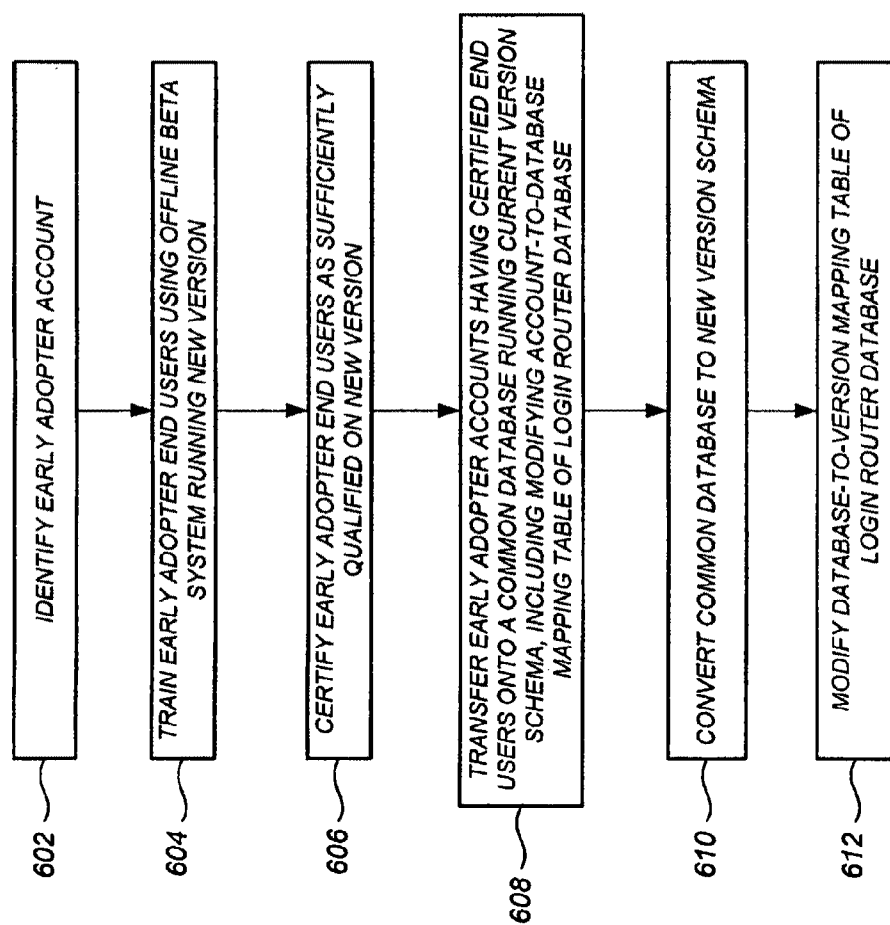 602
IDENTIFY EARLY ADOPTER ACCOUNT
604
TRAIN EARLY ADOPTER END USERS USING OFFLINE BETA
SYSTEM RUNNING NEW VERSION
606
CERTIFY EARLY ADOPTER END USERS AS SUFFICIENTLY
QUALIFIED ON NEW VERSION
608
TRANSFER EARLY ADOPTER ACCOUNTS HAVING CERTIFIED END
USERS ONTO A COMMON DATABASE RUNNING CURRENT VERSION
SCHEMA, INCLUDING MODIFYING ACCOUNT-TO-DATABASE
MAPPING TABLE OF LOGIN ROUTER DATABASE
610
CONVERT COMMON DATABASE TO NEW VERSION SCHEMA
612
MODIFY DATABASE-TO-VERSION MAPPING TABLE OF
LOGIN ROUTER DATABASE